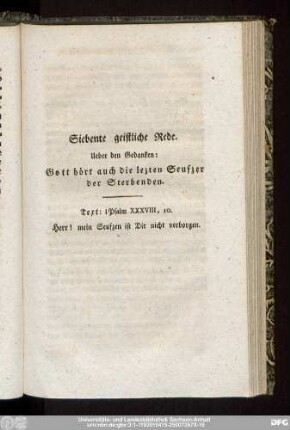 Siebente geistliche Rede.
Ueber den Gedanken:
Gott hört auch die lezten Seufzer
der Sterbenden.
Text: Psalm XXXVIII, 10.
Herr! mein Seufzen ist Dir nicht verborgen.
Universitäts- und Landesbibliothek Sachsen-Anhalt
DFG